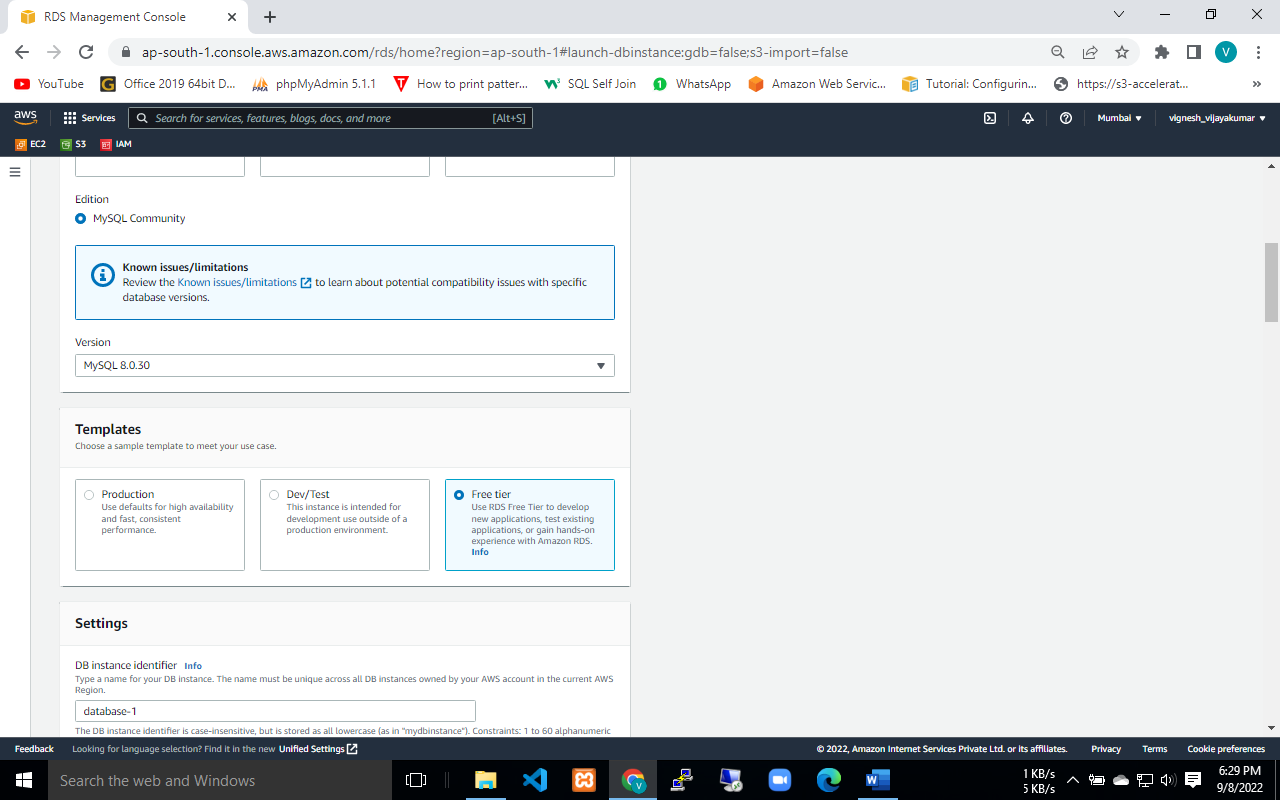 RDS Management Console
ap-south-1.console.aws.amazon.com/rds/home?region=ap-south-1#launch-dbinstance:gdb=false;s3-import=false
V
YouTube
G
Office 2019 64bit D...
PMA
phpMyAdmin 5.1.1
How to print patter...
SQL Self Join
1
WhatsApp
Amazon Web Servic...
Tutorial: Configurin...
https://s3-accelerat...
»
aws
Services
Search for services, features, blogs, docs, and more
[Alt+S]
Mumbai ▼
vignesh_vijayakumar ▼
EC2
S3
IAM
Edition
MySQL Community
Known issues/limitations
Review the Known issues/limitations to learn about potential compatibility issues with specific
database versions.
Version
MySQL 8.0.30
Templates
Choose a sample template to meet your use case.
Production
Use defaults for high availability
and fast, consistent
performance.
Dev/Test
This instance is intended for
development use outside of a
production environment.
Free tier
Use RDS Free Tier to develop
new applications, test existing
applications, or gain hands-on
experience with Amazon RDS.
Info
Settings
DB instance identifier Info
Type a name for your DB instance. The name must be unique across all DB instances owned by your AWS account in the current AWS
Region.
database-1
The DB instance identifier is case-insensitive, but is stored as all lowercase (as in "mydbinstance"). Constraints: 1 to 60 alphanumeric
Feedback
Looking for language selection? Find it in the new Unified Settings
© 2022, Amazon Internet Services Private Ltd. or its affiliates.
Privacy
Terms
Cookie preferences
Search the web and Windows
1 KB/s
5 KB/s
6:29 PM
9/8/2022